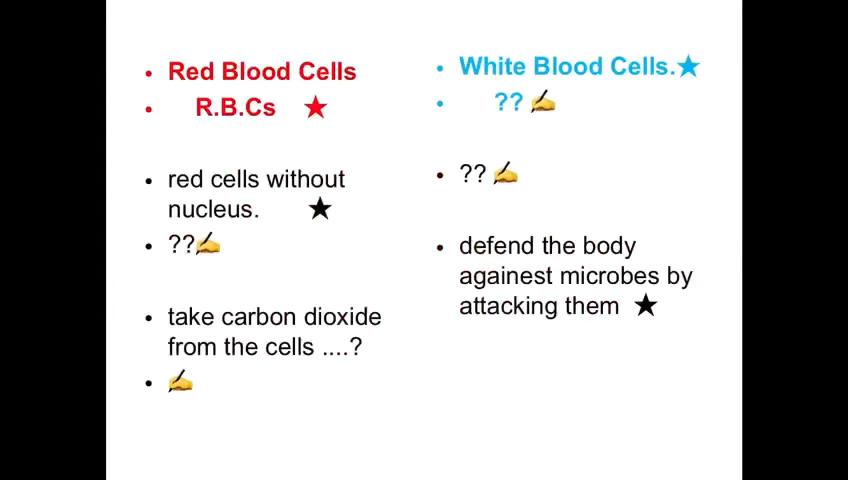 Red Blood Cells
R.B.Cs
red cells without
nucleus.
??
take carbon dioxide
from the cells ....?
White Blood Cells.
??
??
defend the body
againest microbes by
attacking them